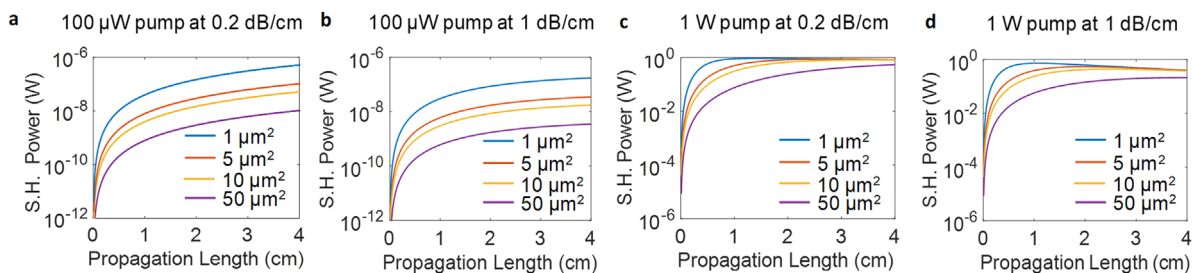 a 100 µW pump at 0.2 dB/cm
S.H. Power (W)
10⁻⁶
10⁻⁸
10⁻¹⁰
10⁻¹²
1 µm²
5 µm²
10 µm²
50 µm²
0 1 2 3 4
Propagation Length (cm)
b 100 µW pump at 1 dB/cm
S.H. Power (W)
10⁻⁶
10⁻⁸
10⁻¹⁰
10⁻¹²
1 µm²
5 µm²
10 µm²
50 µm²
0 1 2 3 4
Propagation Length (cm)
c 1 W pump at 0.2 dB/cm
S.H. Power (W)
10⁰
10⁻²
10⁻⁴
10⁻⁶
1 µm²
5 µm²
10 µm²
50 µm²
0 1 2 3 4
Propagation Length (cm)
d 1 W pump at 1 dB/cm
S.H. Power (W)
10⁰
10⁻²
10⁻⁴
10⁻⁶
1 µm²
5 µm²
10 µm²
50 µm²
0 1 2 3 4
Propagation Length (cm)